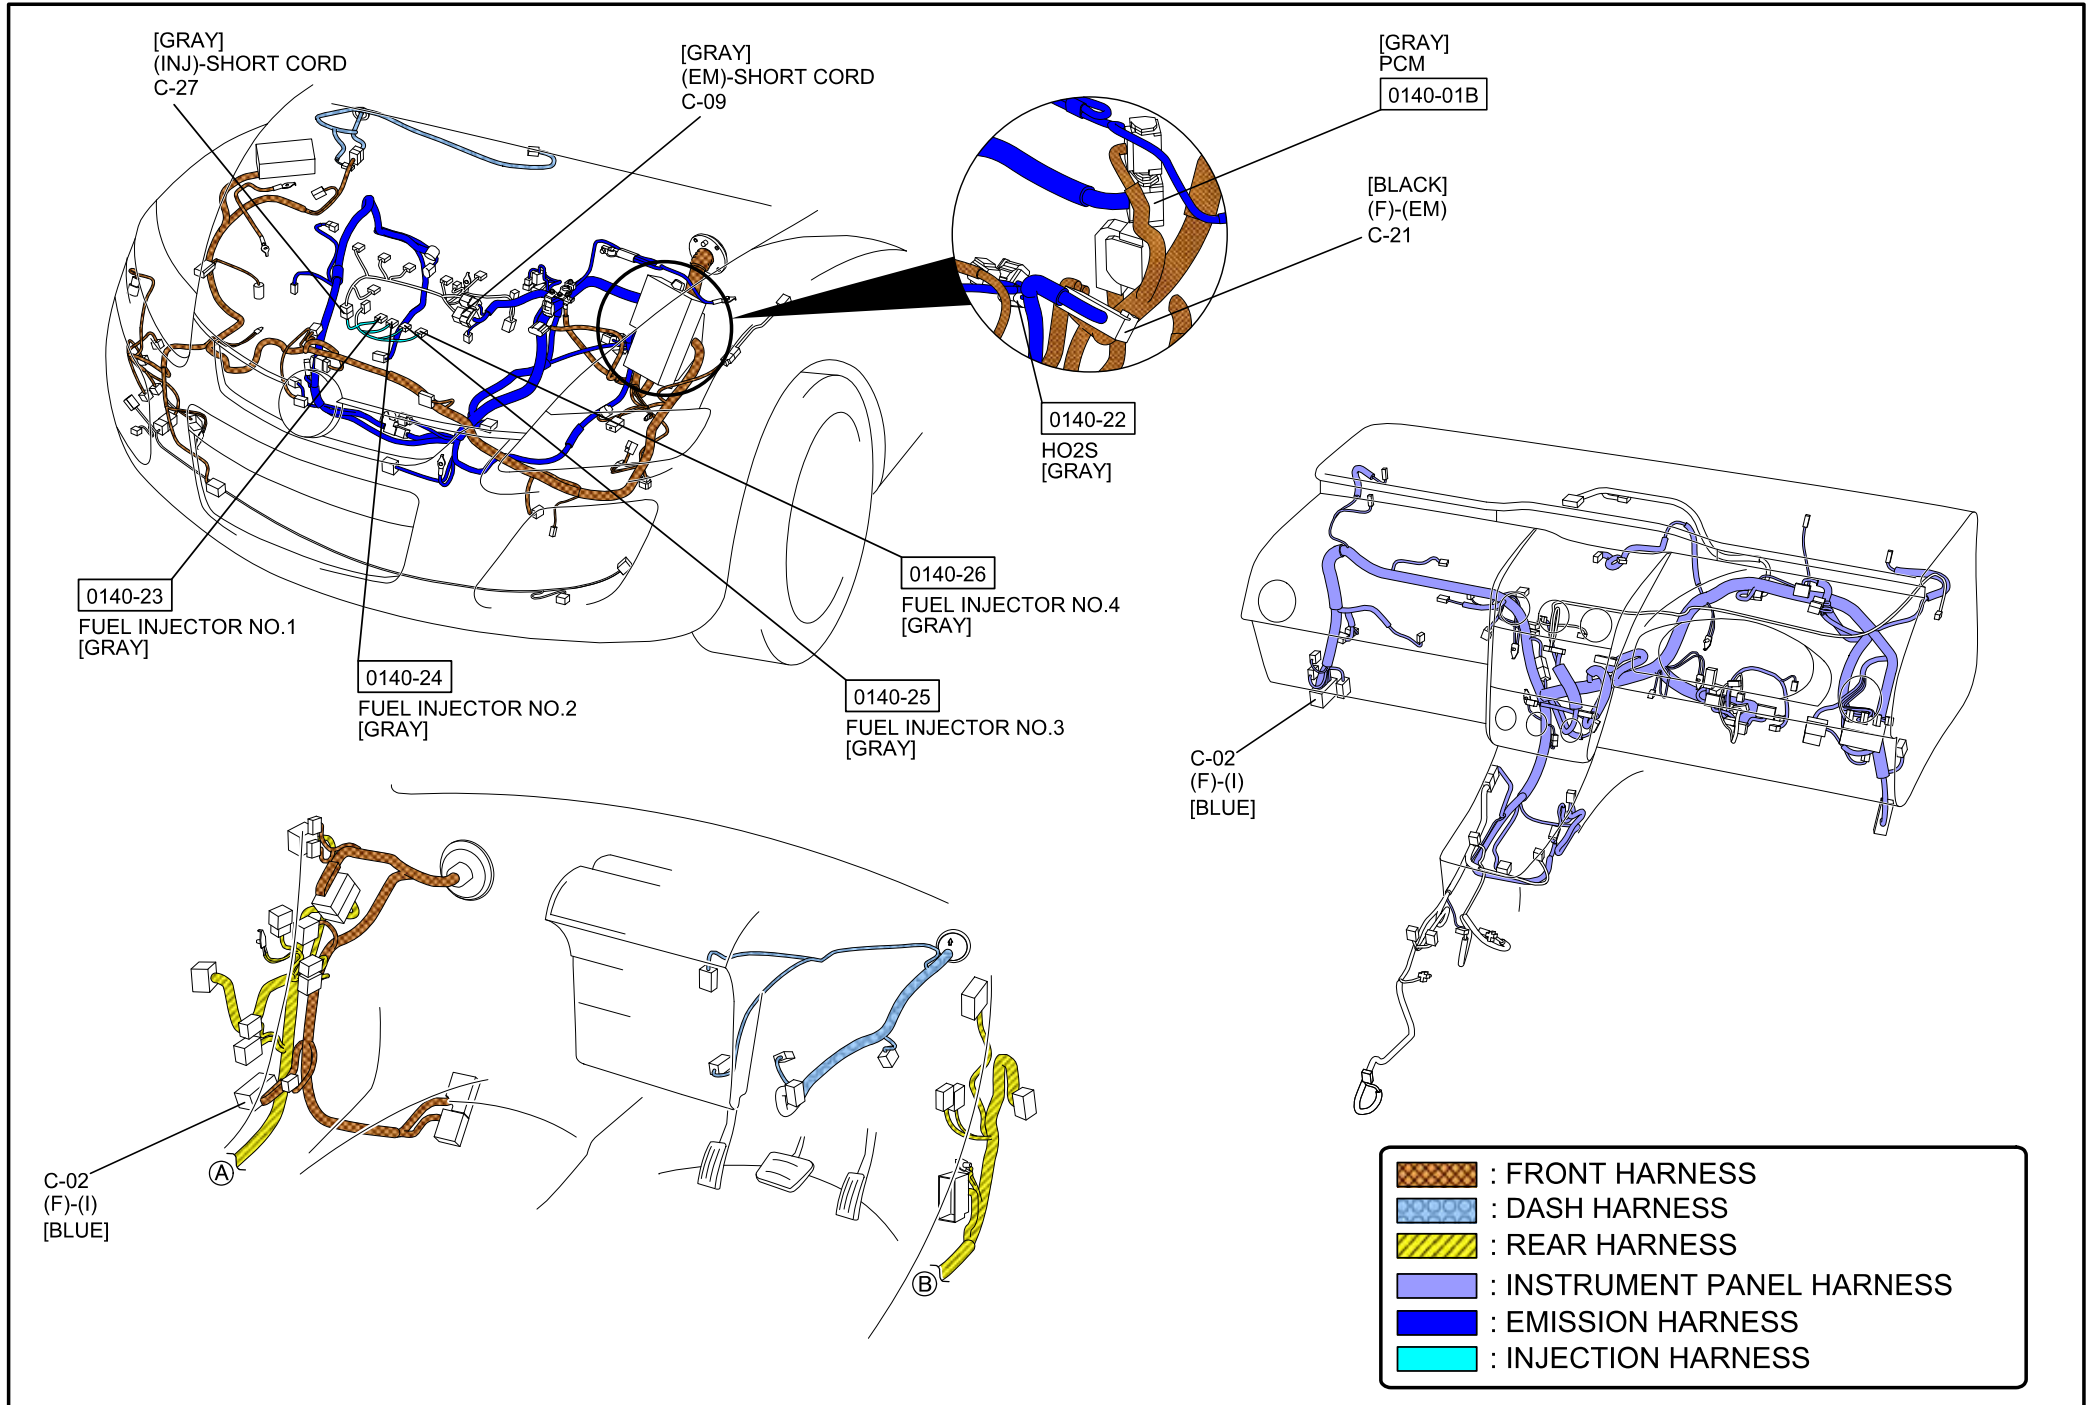 [GRAY]
(INJ)-SHORT CORD
C-27
[GRAY]
(EM)-SHORT CORD
C-09
[GRAY]
PCM
0140-01B
[BLACK]
(F)-(EM)
C-21
0140-22
HO2S
[GRAY]
0140-23
FUEL INJECTOR NO.1
[GRAY]
0140-24
FUEL INJECTOR NO.2
[GRAY]
0140-25
FUEL INJECTOR NO.3
[GRAY]
0140-26
FUEL INJECTOR NO.4
[GRAY]
C-02
(F)-(I)
[BLUE]
C-02
(F)-(I)
[BLUE]
A
B
: FRONT HARNESS
: DASH HARNESS
: REAR HARNESS
: INSTRUMENT PANEL HARNESS
: EMISSION HARNESS
: INJECTION HARNESS